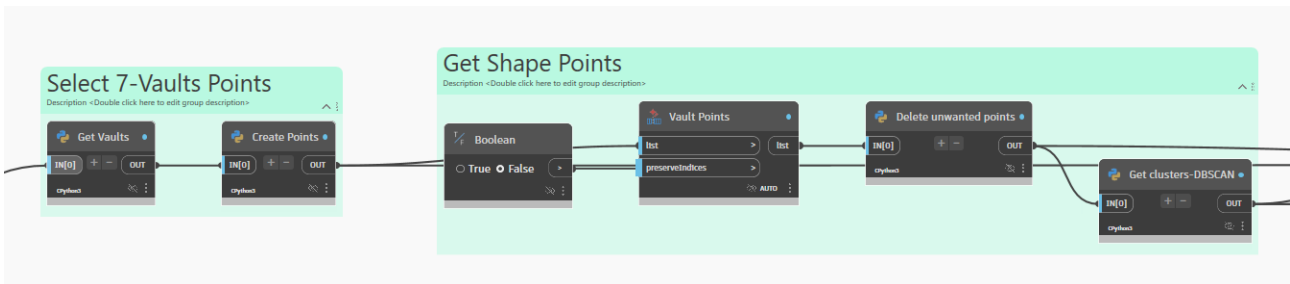 Select 7-Vaults Points
Description <Double click here to edit group description>
Get Vaults
IN[0] + - OUT
CPython3
Create Points
IN[0] + - OUT
CPython3
Get Shape Points
Description <Double click here to edit group description>
Boolean
True False >
Vault Points
list > list
preserveIndices >
AUTO
Delete unwanted points
IN[0] + - OUT
CPython3
Get clusters-DBSCAN
IN[0] + - OUT
CPython3